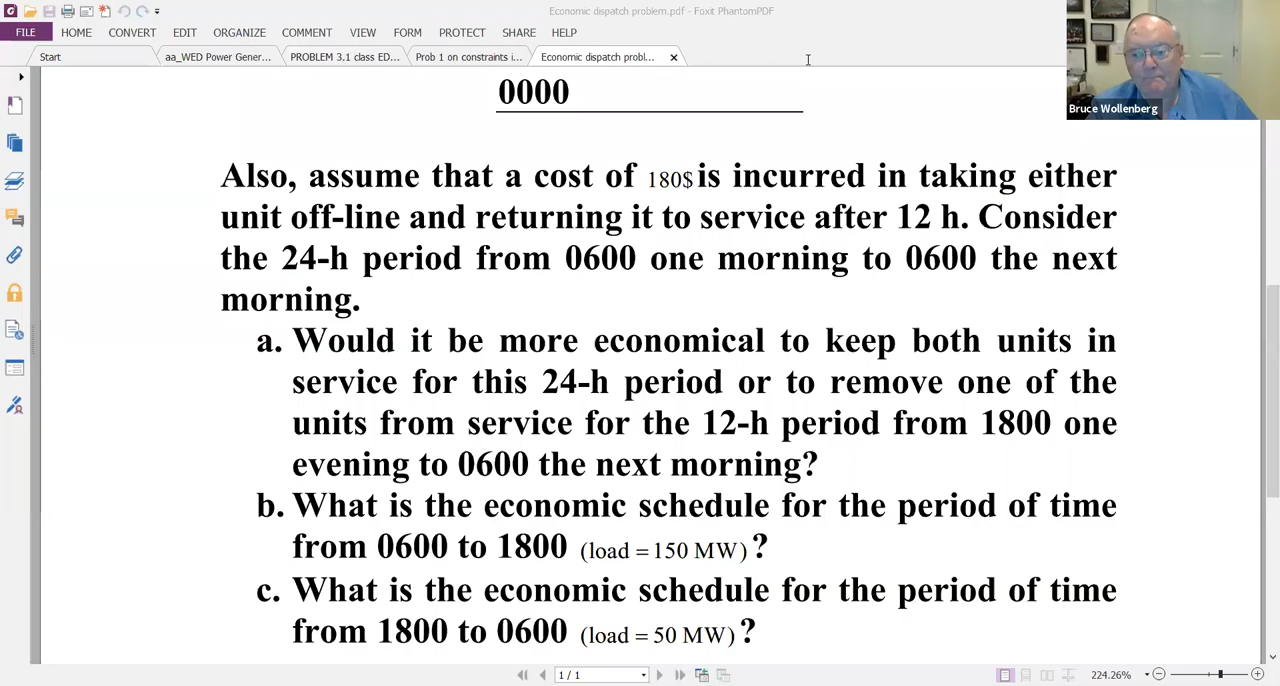 Economic dispatch problem.pdf - Foxit PhantomPDF
FILE HOME CONVERT EDIT ORGANIZE COMMENT VIEW FORM PROTECT SHARE HELP
Start aa_WED Power Gener... PROBLEM 3.1 class ED... Prob 1 on constraints i... Economic dispatch probl...
0000
Bruce Wollenberg
Also, assume that a cost of 180$ is incurred in taking either
unit off-line and returning it to service after 12 h. Consider
the 24-h period from 0600 one morning to 0600 the next
morning.
a. Would it be more economical to keep both units in
service for this 24-h period or to remove one of the
units from service for the 12-h period from 1800 one
evening to 0600 the next morning?
b. What is the economic schedule for the period of time
from 0600 to 1800 (load = 150 MW) ?
c. What is the economic schedule for the period of time
from 1800 to 0600 (load = 50 MW) ?
1 / 1 224.26%